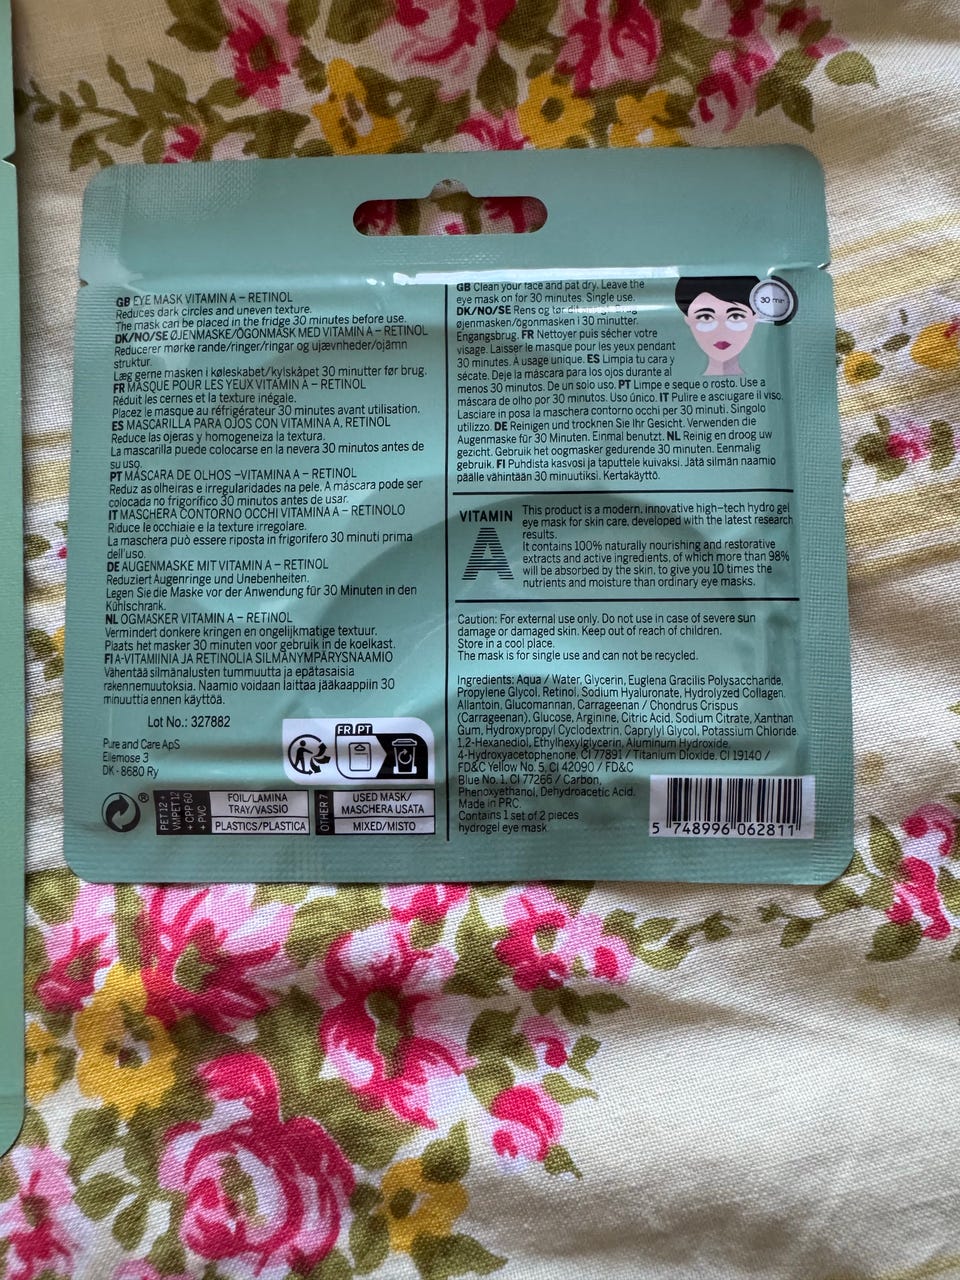 GB EYE MASK VITAMIN A – RETINOL
Reduces dark circles and uneven texture.
The mask can be placed in the fridge 30 minutes before use.
DK/NO/SE ØJENMASKE/ÖGONMASK MED VITAMIN A – RETINOL
Reducerer mørke rande/ringer/ringar og ujævnheder/ojämn
struktur.
Læg gerne masken i køleskabet/kylskåpet 30 minutter før brug.
FR MASQUE POUR LES YEUX VITAMIN A – RETINOL
Réduit les cernes et la texture inégale.
Placez le masque au réfrigérateur 30 minutes avant utilisation.
ES MASCARILLA PARA OJOS CON VITAMIN A. RETINOL
Reduce las ojeras y homogeniza la textura.
La mascarilla puede colocarse en la nevera 30 minutos antes de
su uso.
PT MÁSCARA DE OLHOS –VITAMINA A – RETINOL
Reduz as olheiras e irregularidades na pele. A máscara pode ser
colocada no frigorífico 30 minutos antes de usar.
IT MASCHERA CONTORNO OCCHI VITAMINA A – RETINOLO
Riduce le occhiaie e la texture irregolare.
La maschera può essere riposta in frigorifero 30 minuti prima
dell'uso.
DE AUGENMASKE MIT VITAMIN A – RETINOL
Reduziert Augenringe und Unebenheiten.
Legen Sie die Maske vor der Anwendung für 30 Minuten in den
Kühlschrank.
NL OGMASKER VITAMIN A – RETINOL
Vermindert donkere kringen en ongelijkmatige textuur.
Plaats het masker 30 minuten voor gebruik in de koelkast.
FI A-VITAMIINIA JA RETINOLIA SILMÄNYMPÄRYSNAAMIO
Vähentää silmänalusten tummuutta ja epätasaisia
rakennemuutoksia. Naamio voidaan laittaa jääkaappiin 30
minuuttia ennen käyttöä.
Lot No.: 327882
Pure and Care ApS
Ellemose 3
DK - 8680 Ry
FR PT
®
PET 12 +
VMPET 12
+ CPP 60
+ PVC
FOIL/LAMINA
TRAY/VASSIO
PLASTICS/PLASTICA
OTHER 7
USED MASK/
MASCHERA USATA
MIXED/MISTO
GB Clean your face and pat dry. Leave the
eye mask on for 30 minutes. Single use.
DK/NO/SE Rens og tør dit ansigt. Brug
øjenmasken/ögonmasken i 30 minutter.
Engangsbrug. FR Nettoyer puis sécher votre
visage. Laisser le masque pour les yeux pendant
30 minutes. À usage unique. ES Limpia tu cara y
sécate. Deje la máscara para los ojos durante al
menos 30 minutos. De un solo uso. PT Limpe e seque o rosto. Use a
máscara de olho por 30 minutos. Uso único. IT Pulire e asciugare il viso.
Lasciare in posa la maschera contorno occhi per 30 minuti. Singolo
utilizzo. DE Reinigen und trocknen Sie Ihr Gesicht. Verwenden die
Augenmaske für 30 Minuten. Einmal benutzt. NL Reinig en droog uw
gezicht. Gebruik het oogmasker gedurende 30 minuten. Eenmalig
gebruik. FI Puhdista kasvosi ja taputtele kuivaksi. Jätä silmän naamio
päälle vähintään 30 minuutiksi. Kertakäyttö.
30 min
VITAMIN
A
This product is a modern, innovative high–tech hydro gel
eye mask for skin care, developed with the latest research
results.
It contains 100% naturally nourishing and restorative
extracts and active ingredients, of which more than 98%
will be absorbed by the skin, to give you 10 times the
nutrients and moisture than ordinary eye masks.
Caution: For external use only. Do not use in case of severe sun
damage or damaged skin. Keep out of reach of children.
Store in a cool place.
The mask is for single use and can not be recycled.
Ingredients: Aqua / Water, Glycerin, Euglena Gracilis Polysaccharide,
Propylene Glycol, Retinol, Sodium Hyaluronate, Hydrolyzed Collagen,
Allantoin, Glucomannan, Carrageenan / Chondrus Crispus
(Carrageenan), Glucose, Arginine, Citric Acid, Sodium Citrate, Xanthan
Gum, Hydroxypropyl Cyclodextrin, Caprylyl Glycol, Potassium Chloride
1,2-Hexanediol, Ethylhexylglycerin, Aluminum Hydroxide,
4-Hydroxyacetophenone, CI 77891 / Titanium Dioxide, CI 19140 /
FD&C Yellow No. 5, CI 42090 / FD&C
Blue No. 1, CI 77266 / Carbon,
Phenoxyethanol, Dehydroacetic Acid.
Made in PRC.
Contains 1 set of 2 pieces
hydrogel eye mask
5 748996 062811